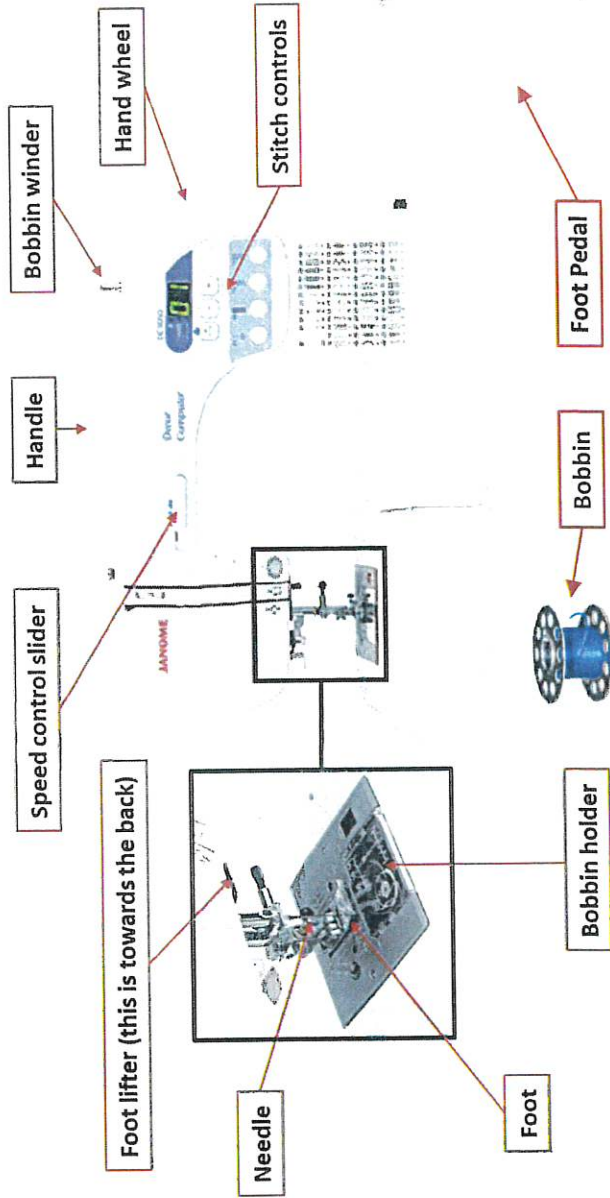 Bobbin winder
Handle
Hand wheel
Speed control slider
Foot lifter (this is towards the back)
JANOME
Decor
Computer
01
Stitch controls
Needle
Foot
Bobbin holder
Bobbin
Foot Pedal